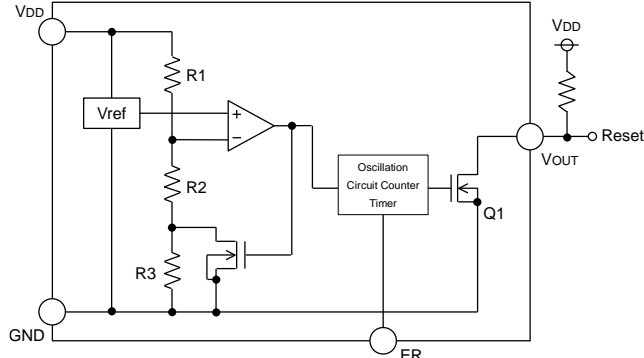 VDD
VDD
R1
Vref
+
−
Reset
VOUT
Oscillation
Circuit Counter
Timer
R2
Q1
R3
GND
ER